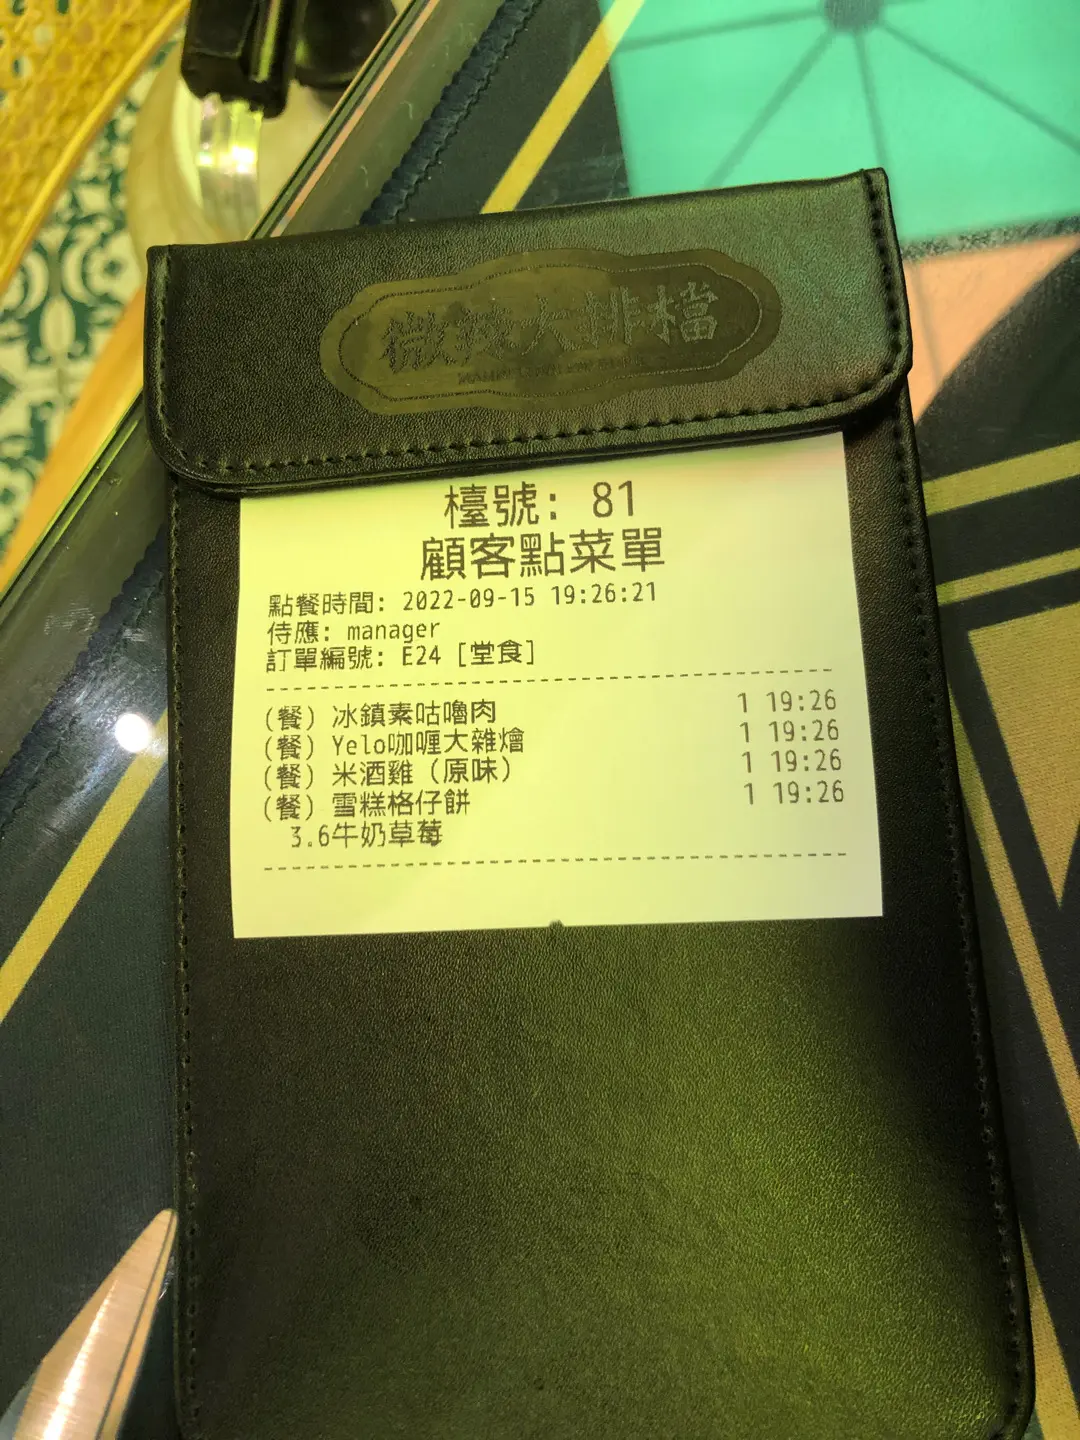 微技大排檔
檯號: 81
顧客點菜單
點餐時間: 2022-09-15 19:26:21
侍應: manager
訂單編號: E24 [堂食]
(餐) 冰鎮素咕嚕肉 1 19:26
(餐) Yelo咖喱大雜燴 1 19:26
(餐) 米酒雞 (原味) 1 19:26
(餐) 雪糕格仔餅 1 19:26
3.6牛奶草莓